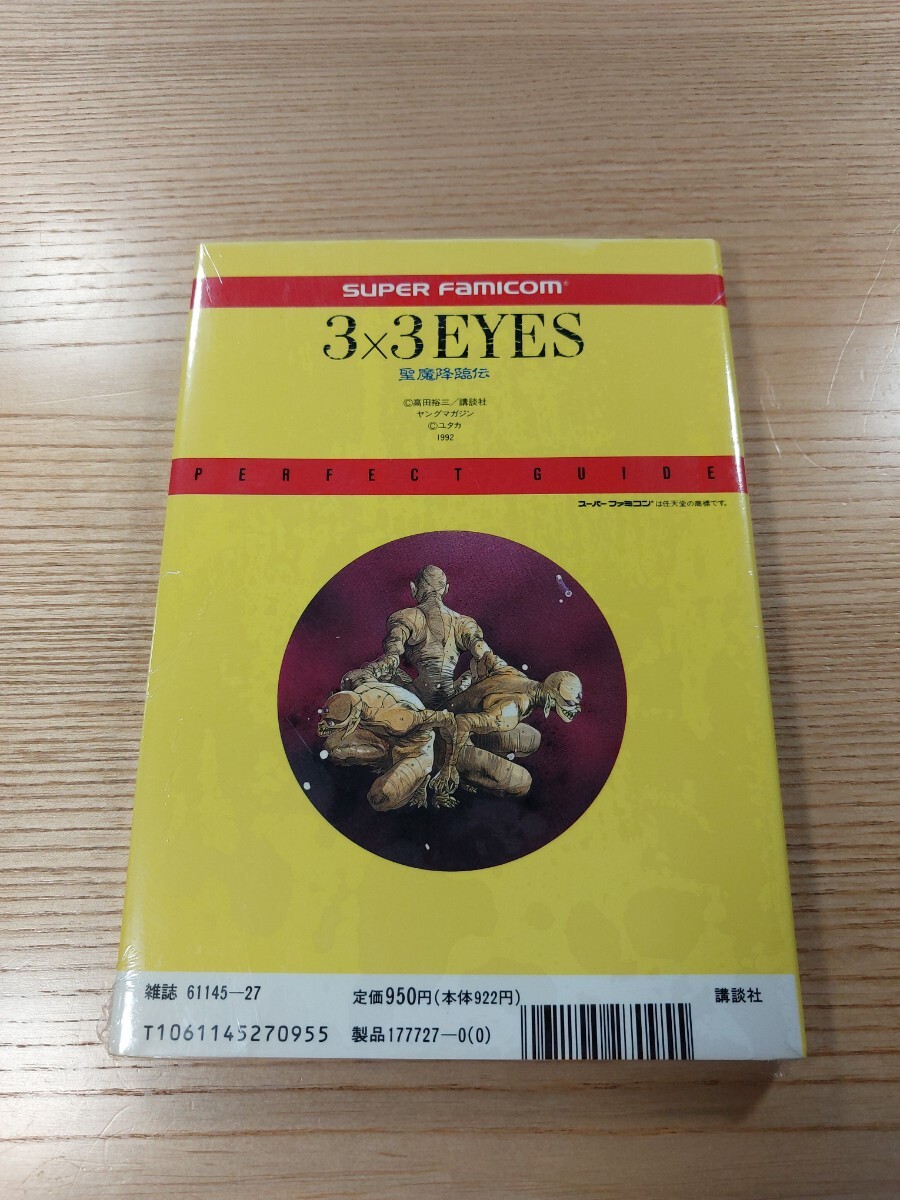 SUPER FAMICOM®
3×3EYES
聖魔降臨伝
©高田裕三/講談社
ヤングマガジン
©ユタカ
1992
PERFECT GUIDE
スーパーファミコン®は任天堂の商標です。
雑誌 61145-27
定価950円(本体922円)
講談社
T1061145270955
製品177727-0(0)